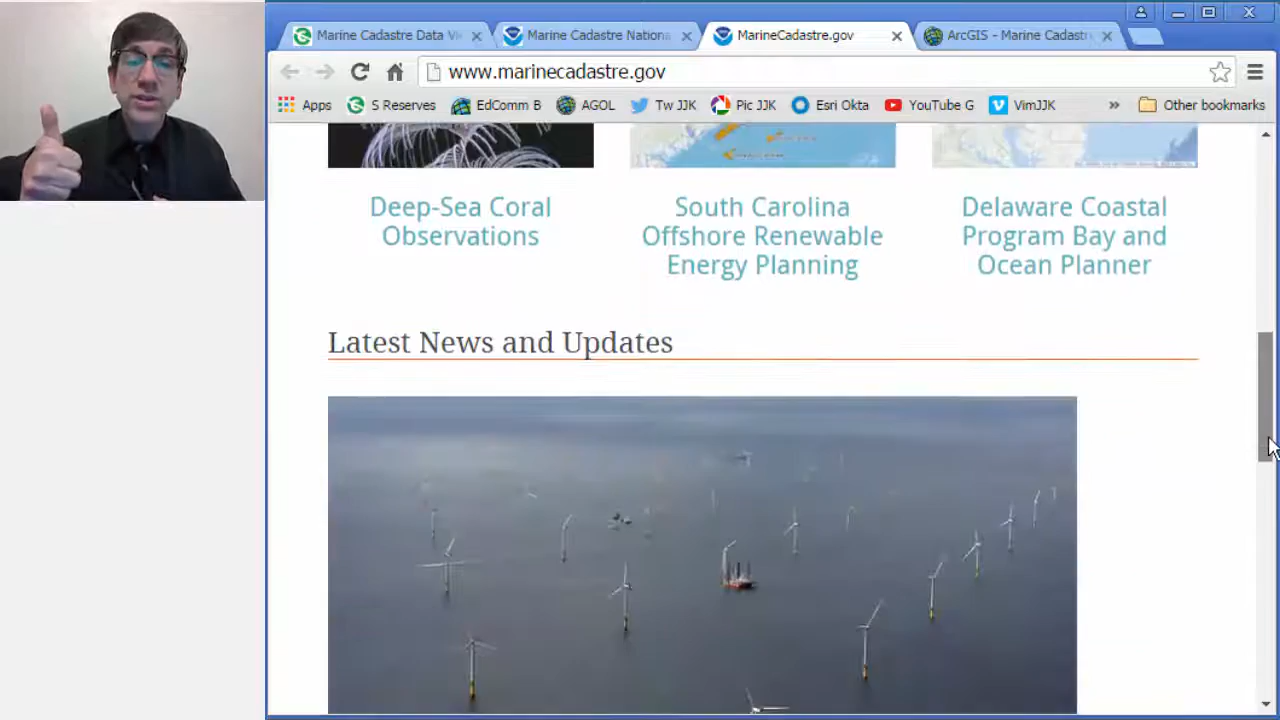 Marine Cadastre Data Vi
Marine Cadastre Nationa
MarineCadastre.gov
ArcGIS - Marine Cadastr
www.marinecadastre.gov
Apps
S Reserves
EdComm B
AGOL
Tw JJK
Pic JJK
Esri Okta
YouTube G
VimJJK
»
Other bookmarks
Deep-Sea Coral
Observations
South Carolina
Offshore Renewable
Energy Planning
Delaware Coastal
Program Bay and
Ocean Planner
Latest News and Updates